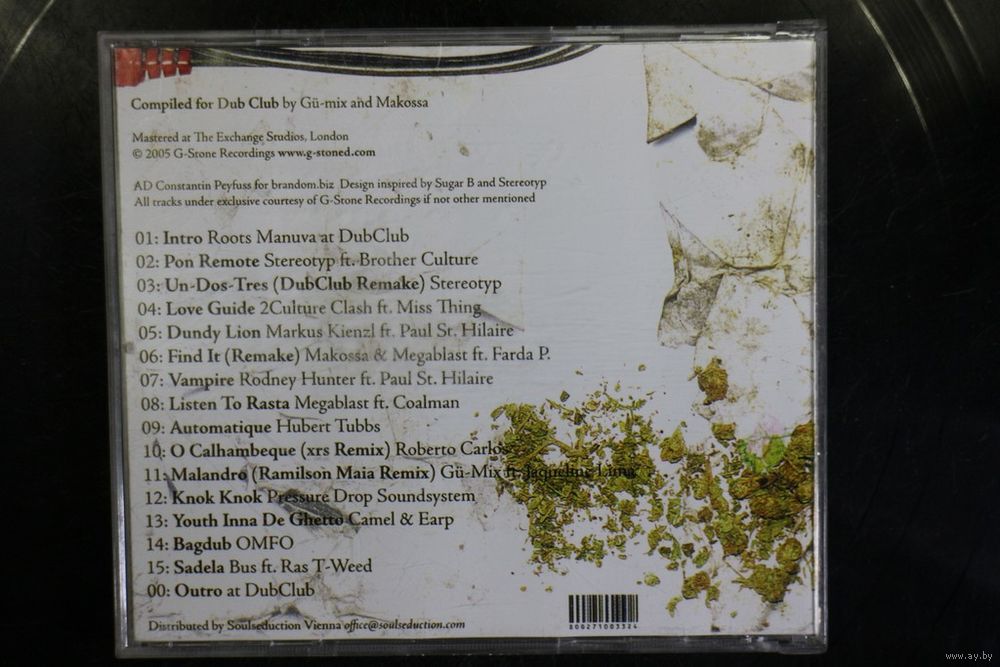 Compiled for Dub Club by Gü-mix and Makossa
Mastered at The Exchange Studios, London
© 2005 G-Stone Recordings www.g-stoned.com
AD Constantin Peyfuss for brandom.biz Design inspired by Sugar B and Stereotyp
All tracks under exclusive courtesy of G-Stone Recordings if not other mentioned
01: Intro Roots Manuva at DubClub
02: Pon Remote Stereotyp ft. Brother Culture
03: Un-Dos-Tres (DubClub Remake) Stereotyp
04: Love Guide 2Culture Clash ft. Miss Thing
05: Dundy Lion Markus Kienzl ft. Paul St. Hilaire
06: Find It (Remake) Makossa & Megablast ft. Farda P.
07: Vampire Rodney Hunter ft. Paul St. Hilaire
08: Listen To Rasta Megablast ft. Coalman
09: Automatique Hubert Tubbs
10: O Calhambeque (xrs Remix) Roberto Carlos
11: Malandro (Ramilson Maia Remix) Gü-Mix ft. Jaqueline Luna
12: Knok Knok Pressure Drop Soundsystem
13: Youth Inna De Ghetto Camel & Earp
14: Bagdub OMFO
15: Sadela Bus ft. Ras T-Weed
00: Outro at DubClub
Distributed by Soulseduction Vienna office@soulseduction.com
808271003324
www.ay.by